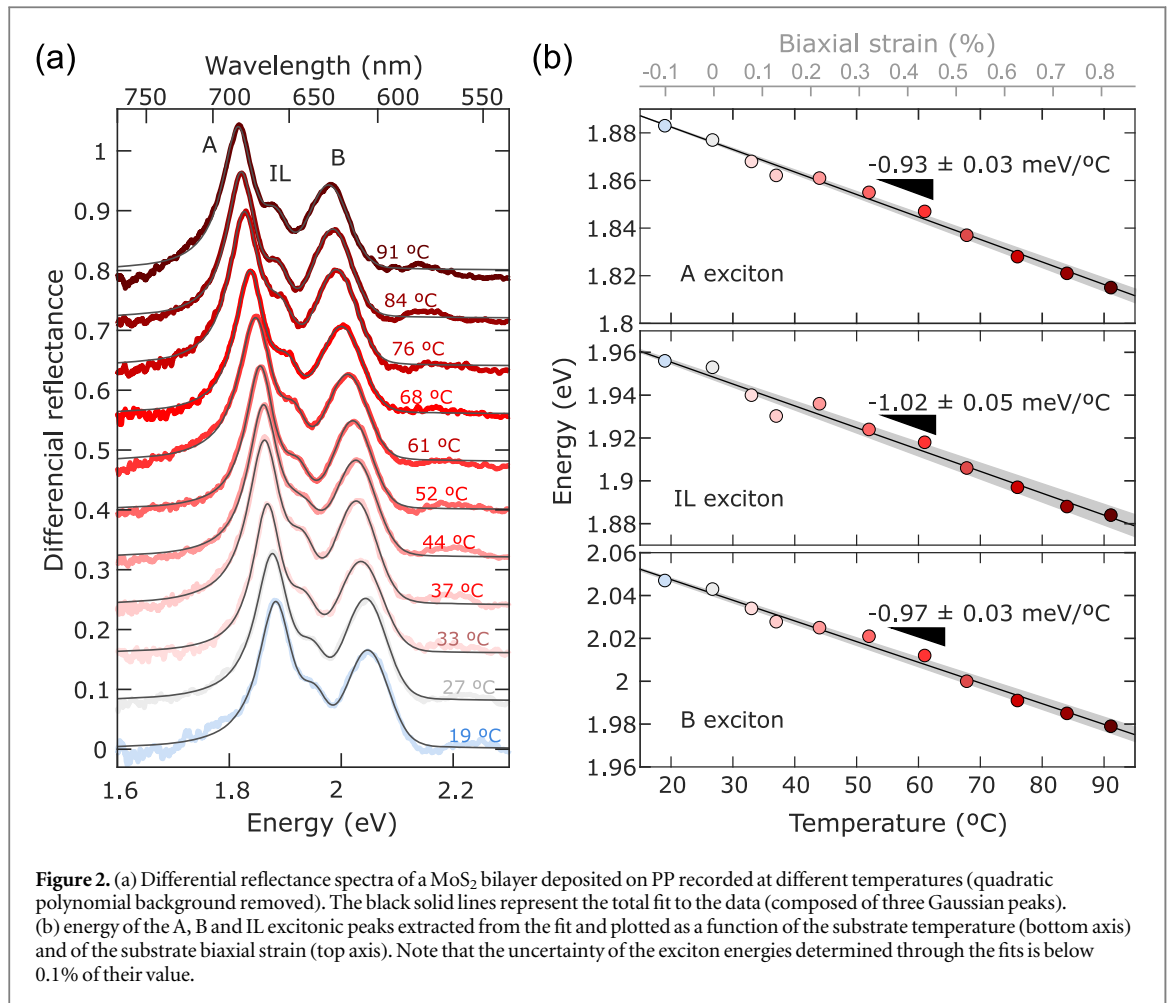 (a)
Wavelength (nm)
750 700 650 600 550
A
IL
B
1
0.9
0.8
0.7
0.6
0.5
0.4
0.3
0.2
0.1
0
Differencial reflectance
91 ºC
84 ºC
76 ºC
68 ºC
61 ºC
52 ºC
44 ºC
37 ºC
33 ºC
27 ºC
19 ºC
1.6 1.8 2 2.2
Energy (eV)
(b)
Biaxial strain (%)
-0.1 0 0.1 0.2 0.3 0.4 0.5 0.6 0.7 0.8
1.88
1.86
1.84
1.82
1.8
-0.93 ± 0.03 meV/ºC
A exciton
1.96
1.94
1.92
1.9
1.88
-1.02 ± 0.05 meV/ºC
IL exciton
Energy (eV)
2.04
2.02
2
1.98
1.96
-0.97 ± 0.03 meV/ºC
B exciton
20 30 40 50 60 70 80 90
Temperature (ºC)
Figure 2. (a) Differential reflectance spectra of a MoS₂ bilayer deposited on PP recorded at different temperatures (quadratic
polynomial background removed). The black solid lines represent the total fit to the data (composed of three Gaussian peaks).
(b) energy of the A, B and IL excitonic peaks extracted from the fit and plotted as a function of the substrate temperature (bottom axis)
and of the substrate biaxial strain (top axis). Note that the uncertainty of the exciton energies determined through the fits is below
0.1% of their value.